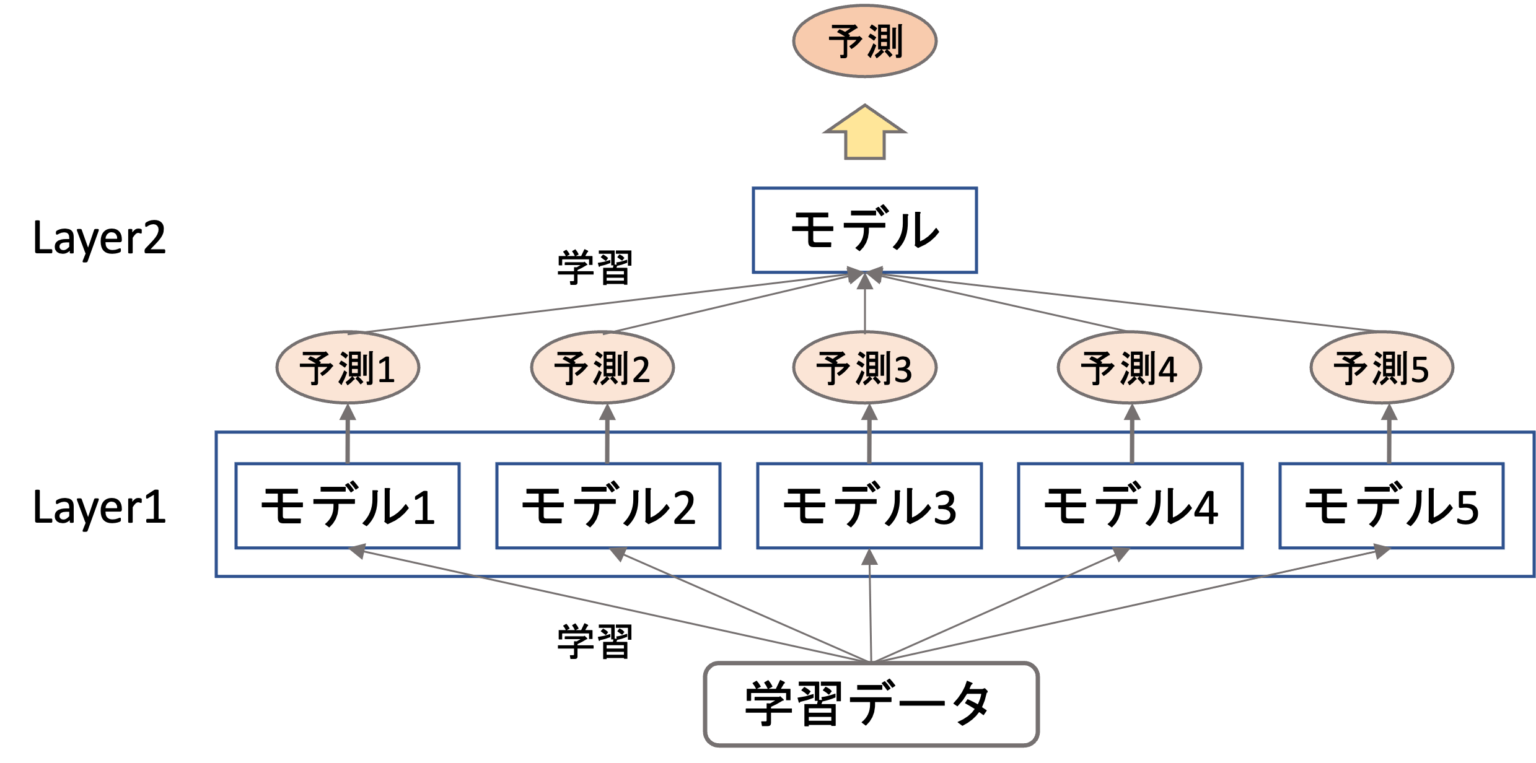 予測
Layer2
モデル
学習
予測1
予測2
予測3
予測4
予測5
Layer1
モデル1
モデル2
モデル3
モデル4
モデル5
学習
学習データ